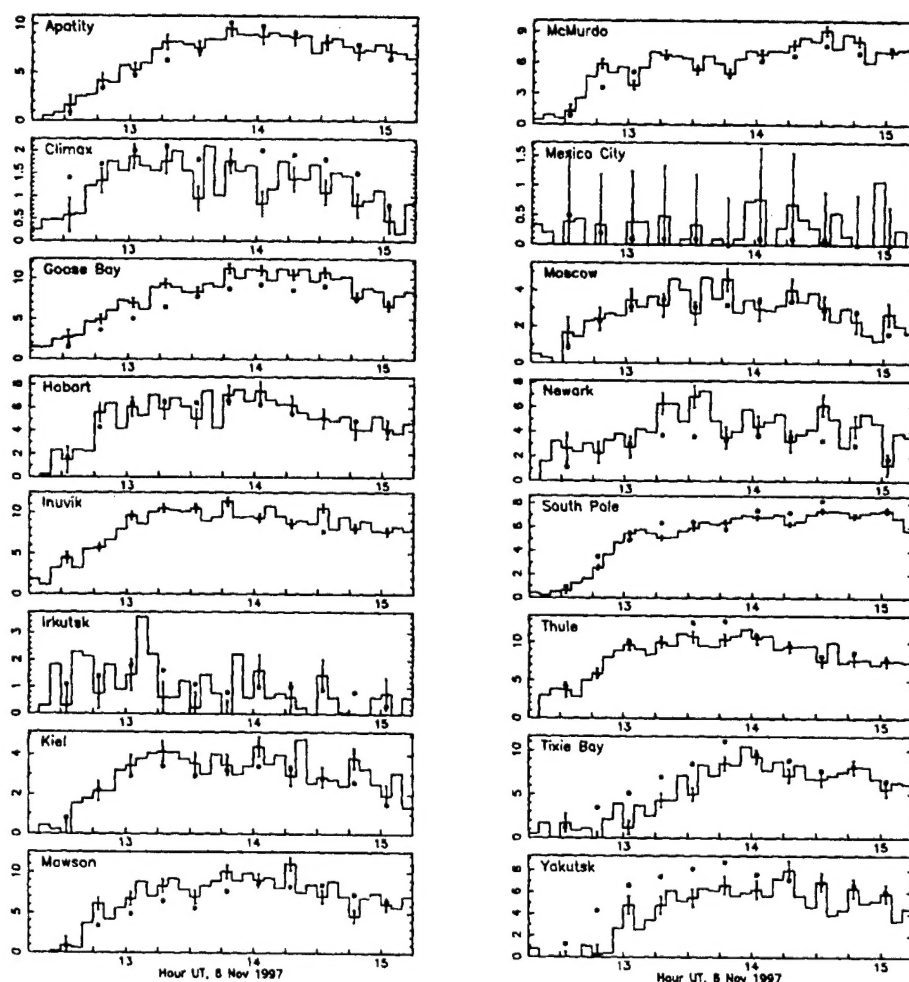 Apatity
10
5
0
13 14 15
Climax
2
1.5
1
0.5
13 14 15
Goose Bay
10
5
0
13 14 15
Hobart
8
6
4
2
0
13 14 15
Inuvik
10
5
0
13 14 15
Irkutsk
3
2
1
0
13 14 15
Kiel
4
2
0
13 14 15
Mawson
10
5
0
13 14 15
Hour UT, 6 Nov 1997
McMurdo
9
6
3
0
13 14 15
Mexico City
1.5
1
0.5
0
13 14 15
Moscow
4
2
0
13 14 15
Newark
8
6
4
2
0
13 14 15
South Pole
8
6
4
2
0
13 14 15
Thule
10
5
0
13 14 15
Tixie Bay
10
5
0
13 14 15
Yakutsk
8
6
4
2
0
13 14 15
Hour UT, 6 Nov 1997